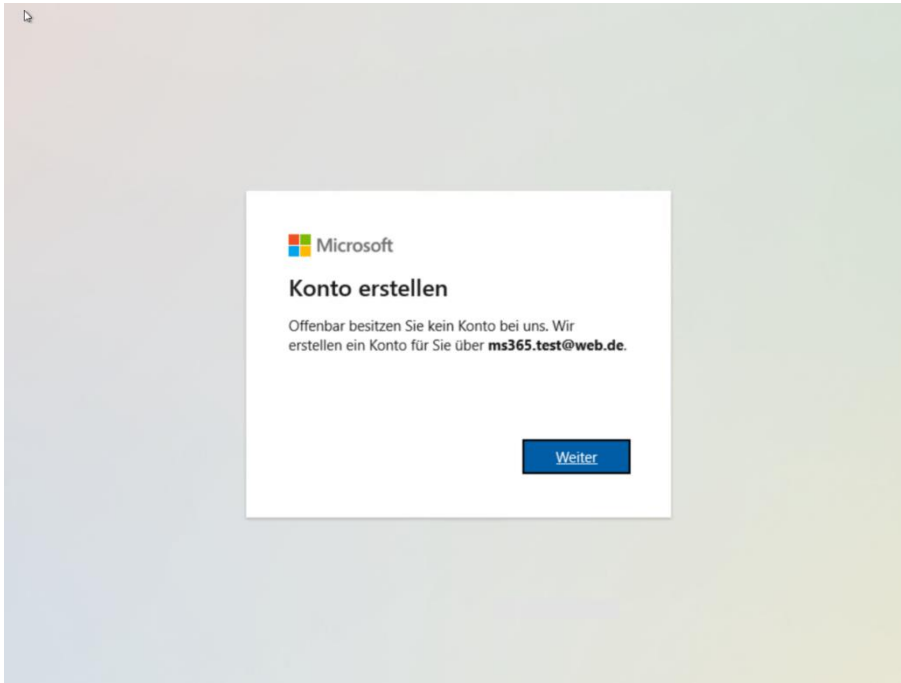 Microsoft
Konto erstellen
Offenbar besitzen Sie kein Konto bei uns. Wir
erstellen ein Konto für Sie über ms365.test@web.de.
Weiter